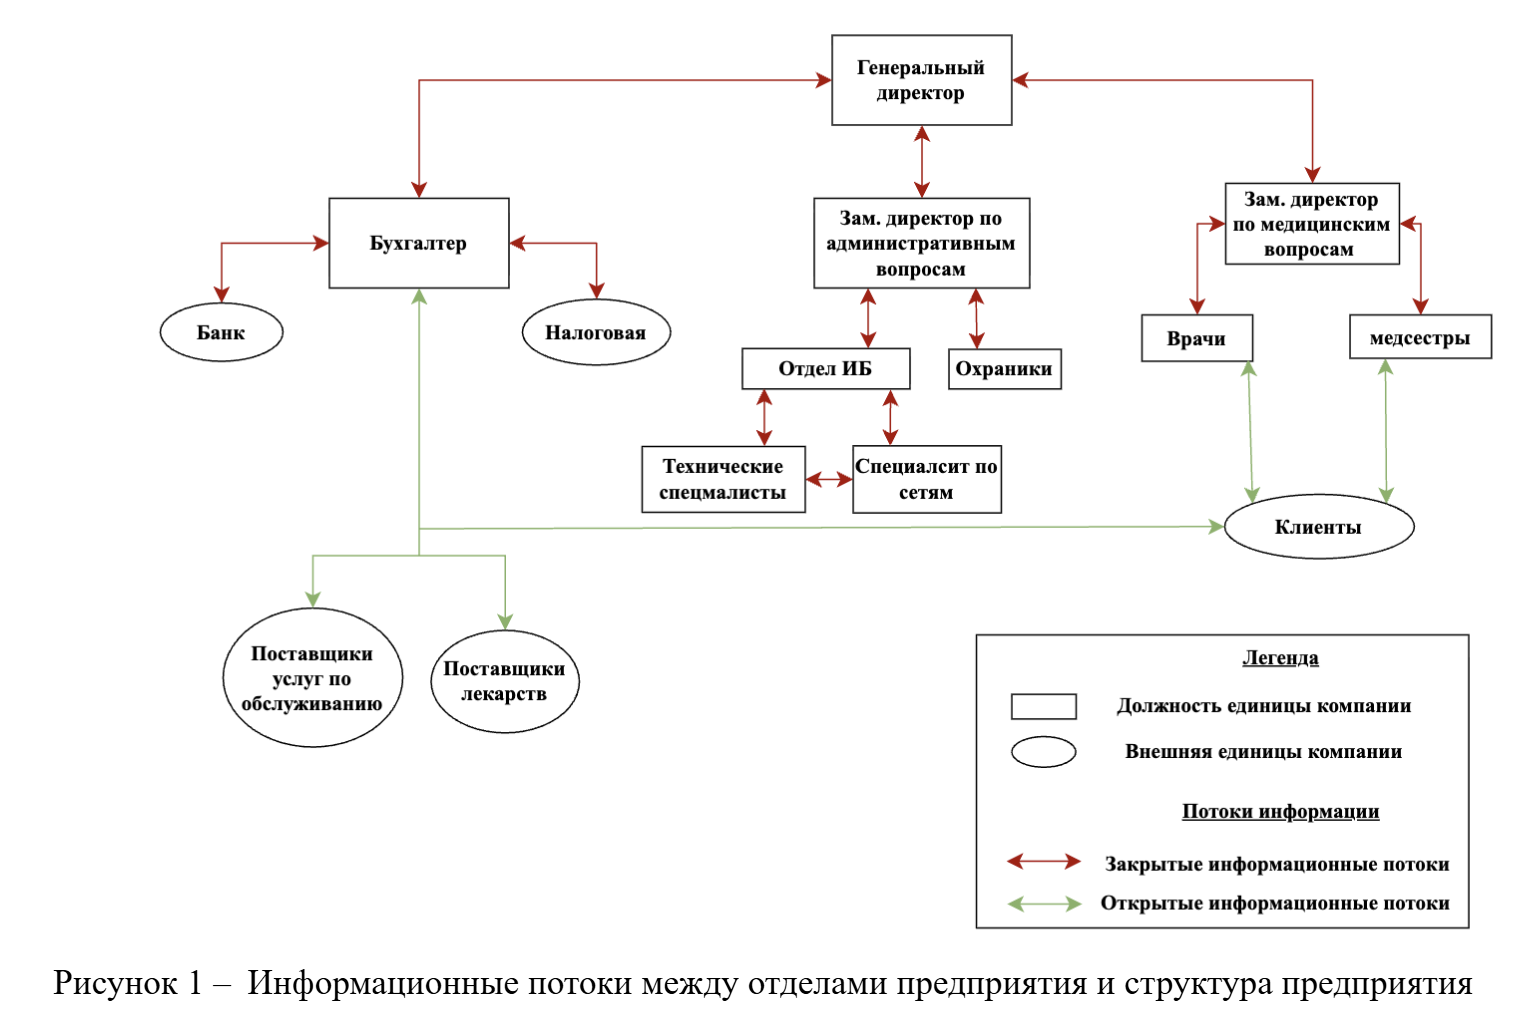 Генеральный
директор
Бухгалтер
Зам. директор по
административным
вопросам
Зам. директор
по медицинским
вопросам
Банк
Налоговая
Отдел ИБ
Охраники
Врачи
медсестры
Технические
спецмалисты
Специалсит по
сетям
Клиенты
Поставщики
услуг по
обслуживанию
Поставщики
лекарств
Легенда
Должность единицы компании
Внешняя единицы компании
Потоки информации
Закрытые информационные потоки
Открытые информационные потоки
Рисунок 1 – Информационные потоки между отделами предприятия и структура предприятия